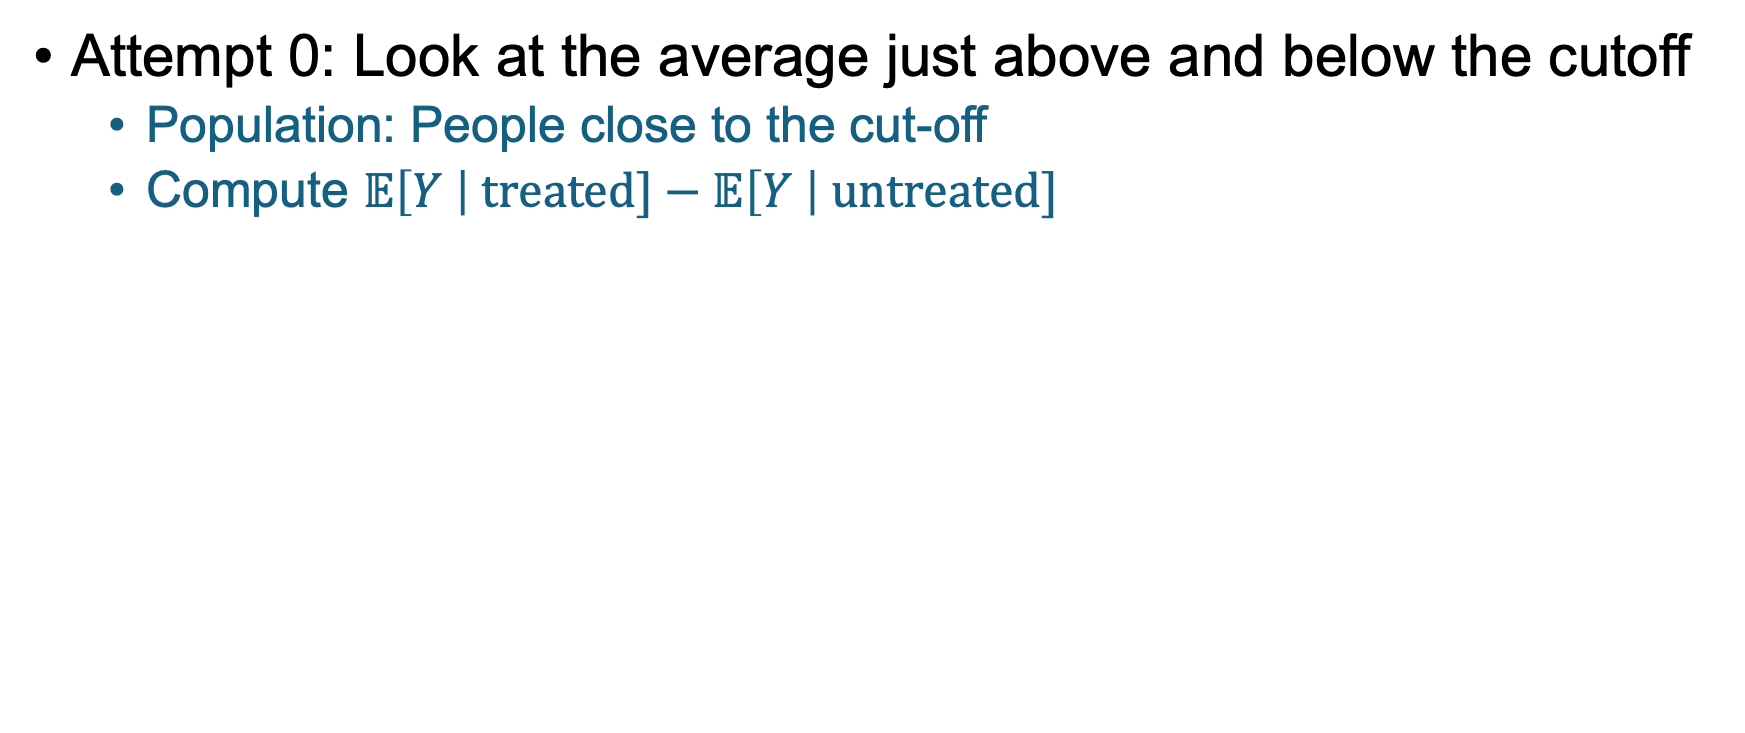 • Attempt 0: Look at the average just above and below the cutoff
• Population: People close to the cut-off
• Compute 𝔼[Y | treated] − 𝔼[Y | untreated]